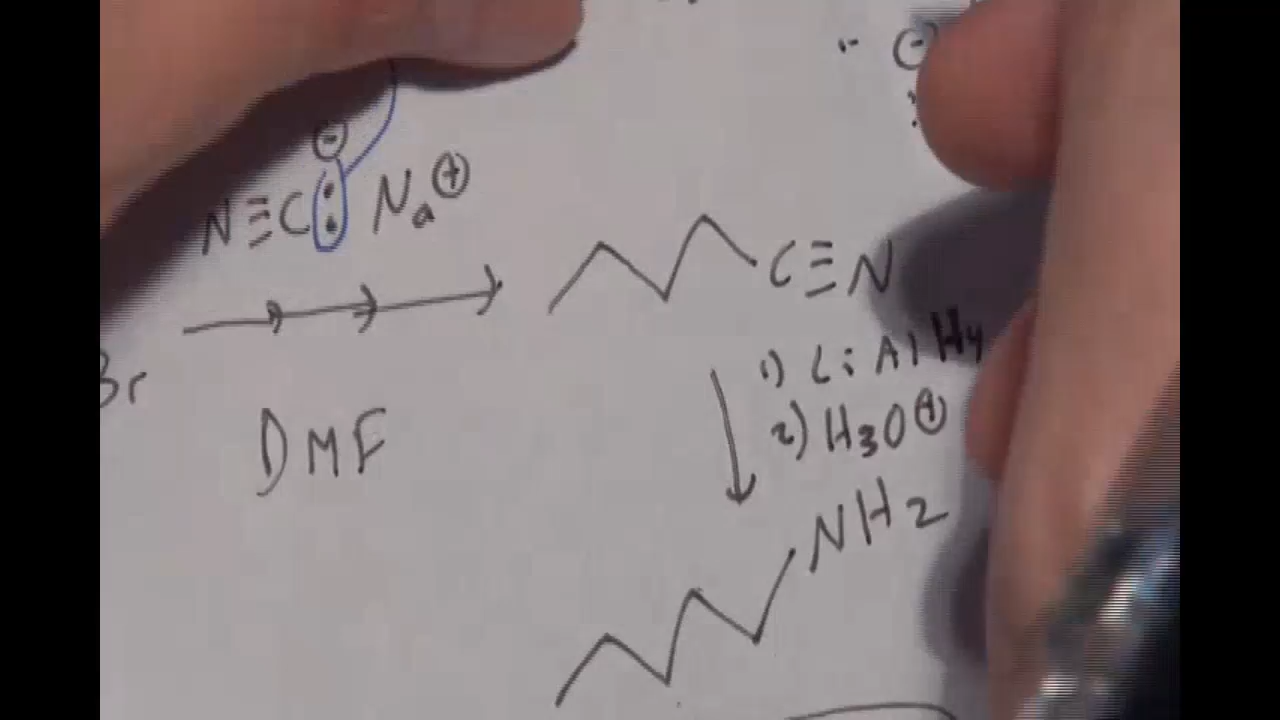 N≡C:⊖ Na⊕
C≡N
Br
DMF
1) LiAlH4
2) H3O⊕
NH2